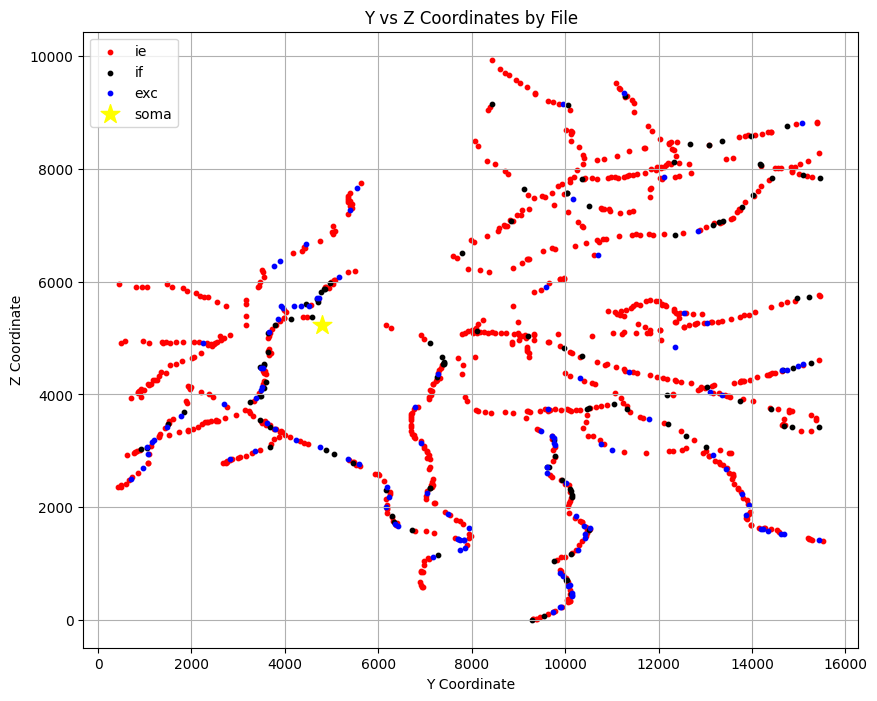 Y vs Z Coordinates by File
ie
if
exc
soma
Z Coordinate
10000
8000
6000
4000
2000
0
0 2000 4000 6000 8000 10000 12000 14000 16000
Y Coordinate